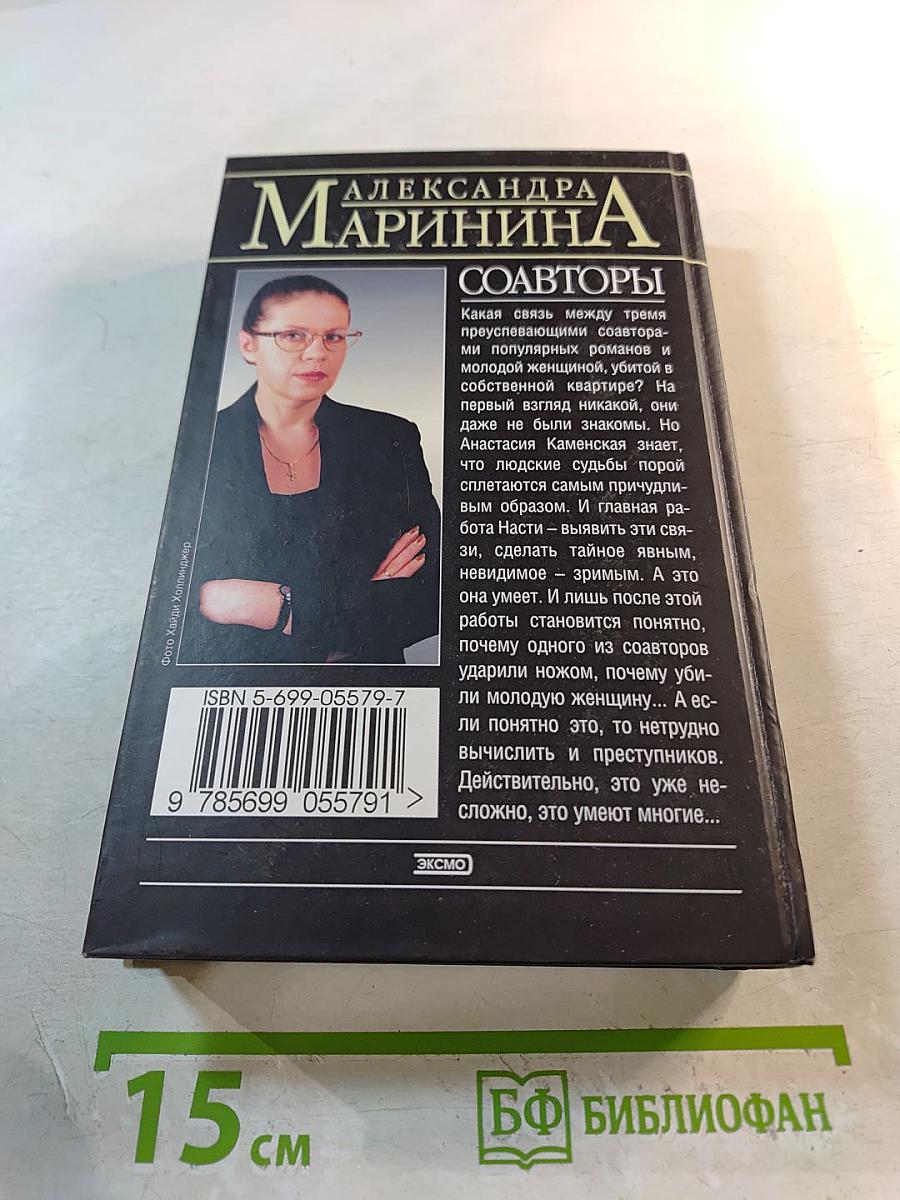 АЛЕКСАНДРА
МАРИНИНА
СОАВТОРЫ
Какая связь между тремя
преуспевающими соавтора-
ми популярных романов и
молодой женщиной, убитой в
собственной квартире? На
первый взгляд никакой, они
даже не были знакомы. Но
Анастасия Каменская знает,
что людские судьбы порой
сплетаются самым причудли-
вым образом. И главная ра-
бота Насти – выявить эти свя-
зи, сделать тайное явным,
невидимое – зримым. А это
она умеет. И лишь после этой
работы становится понятно,
почему одного из соавторов
ударили ножом, почему уби-
ли молодую женщину... А ес-
ли понятно это, то нетрудно
вычислить и преступников.
Действительно, это уже не-
сложно, это умеют многие...
Фото Хайди Холлинджер
ISBN 5-699-05579-7
9 785699 055791 >
ЭКСМО
15 см
БФ БИБЛИОФАН